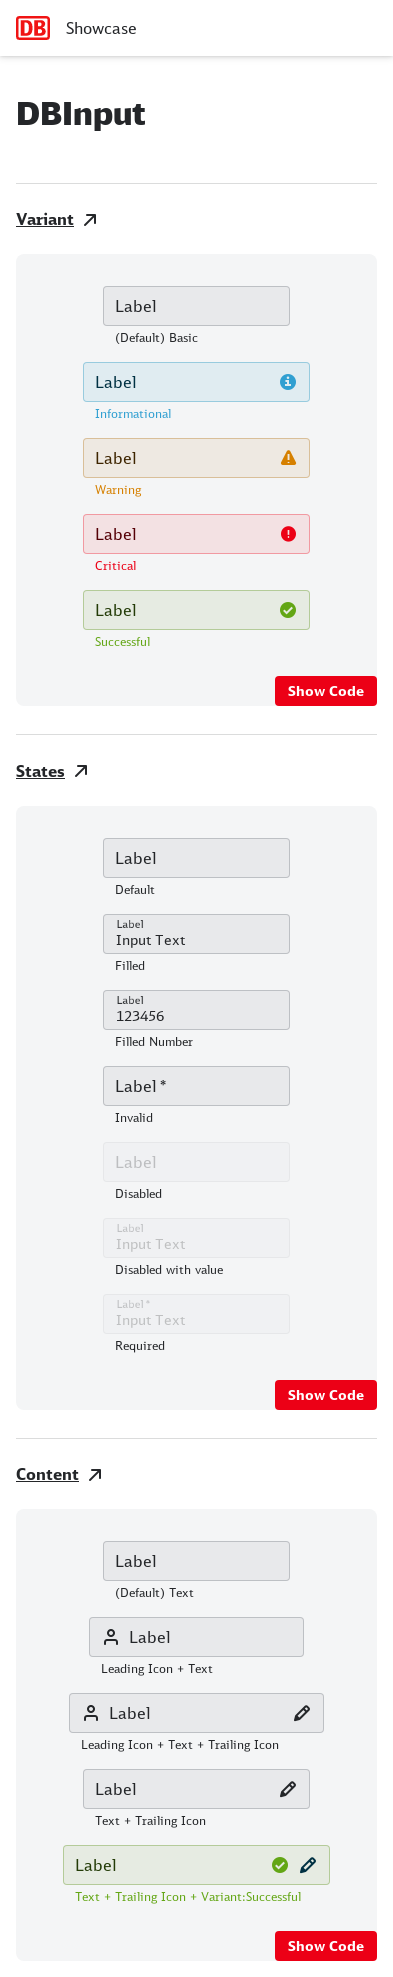 DB Showcase
DBInput
Variant
Label
(Default) Basic
Label
Informational
Label
Warning
Label
Critical
Label
Successful
Show Code
States
Label
Default
Label
Input Text
Filled
Label
123456
Filled Number
Label *
Invalid
Label
Disabled
Label
Input Text
Disabled with value
Label *
Input Text
Required
Show Code
Content
Label
(Default) Text
Label
Leading Icon + Text
Label
Leading Icon + Text + Trailing Icon
Label
Text + Trailing Icon
Label
Text + Trailing Icon + Variant:Successful
Show Code